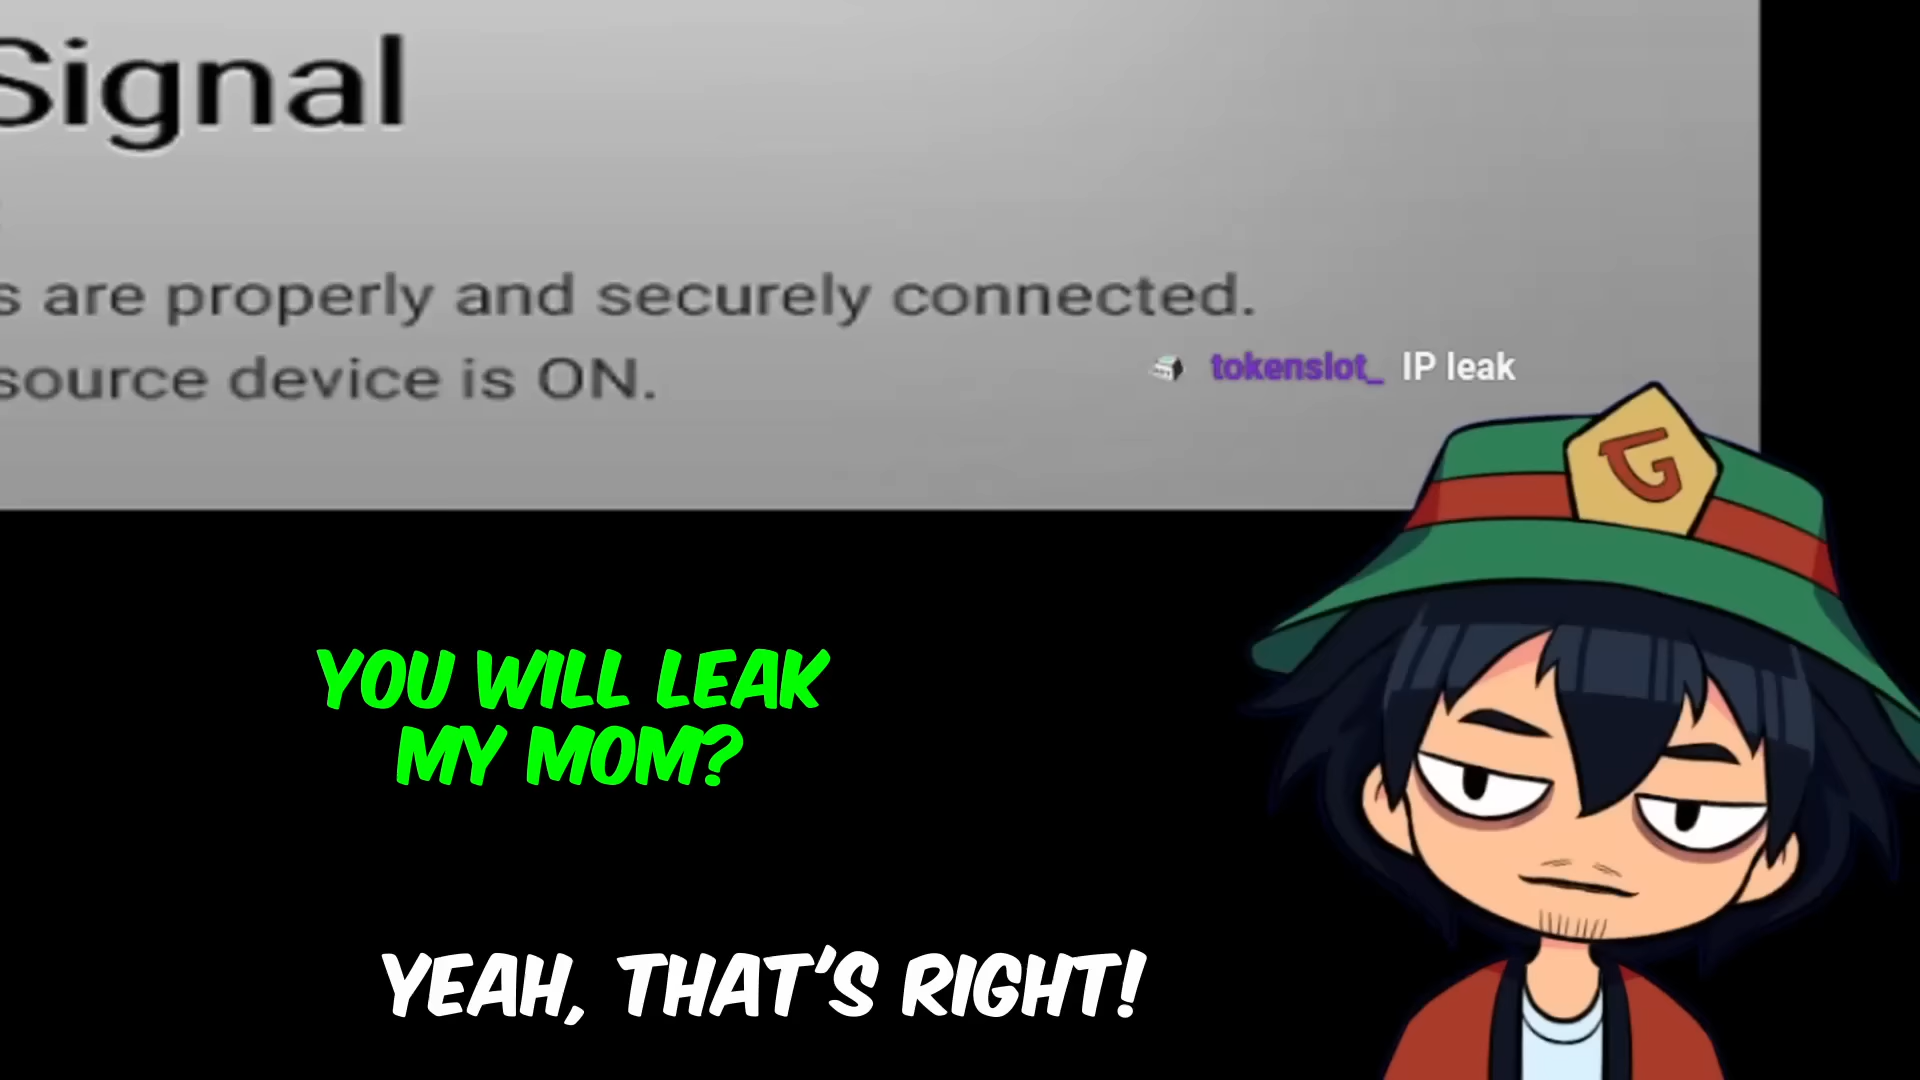 Signal
s are properly and securely connected.
source device is ON.
tokenslot_ IP leak
G
YOU WILL LEAK
MY MOM?
YEAH, THAT'S RIGHT!